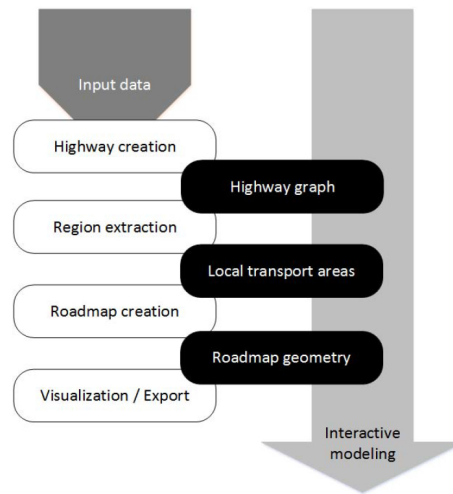 Input data
Highway creation
Highway graph
Region extraction
Local transport areas
Roadmap creation
Roadmap geometry
Visualization / Export
Interactive
modeling